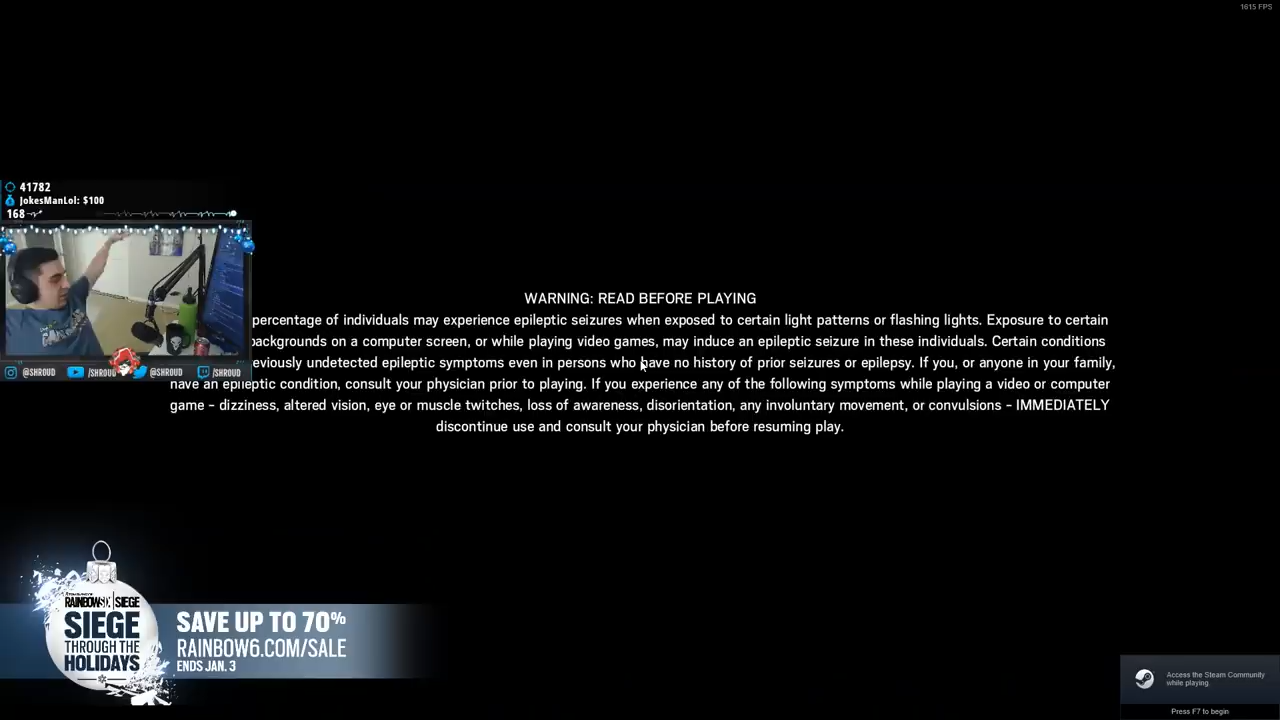 1615 FPS
41782
JokesManLol: $100
168
@SHROUD
/SHROUD
@SHROUD
/SHROUD
WARNING: READ BEFORE PLAYING
percentage of individuals may experience epileptic seizures when exposed to certain light patterns or flashing lights. Exposure to certain
backgrounds on a computer screen, or while playing video games, may induce an epileptic seizure in these individuals. Certain conditions
eviously undetected epileptic symptoms even in persons who have no history of prior seizures or epilepsy. If you, or anyone in your family,
have an epileptic condition, consult your physician prior to playing. If you experience any of the following symptoms while playing a video or computer
game - dizziness, altered vision, eye or muscle twitches, loss of awareness, disorientation, any involuntary movement, or convulsions - IMMEDIATELY
discontinue use and consult your physician before resuming play.
RAINBOW SIX | SIEGE
SIEGE
THROUGH THE
HOLIDAYS
SAVE UP TO 70%
RAINBOW6.COM/SALE
ENDS JAN. 3
Access the Steam Community
while playing
Press F7 to begin